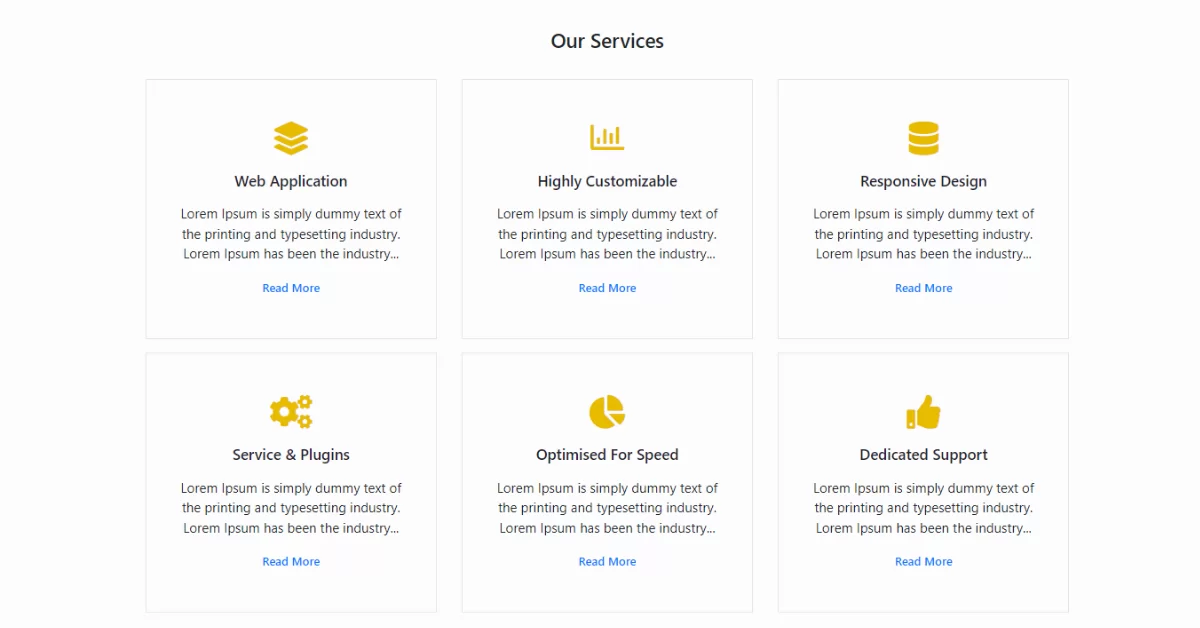 Our Services
Web Application
Lorem Ipsum is simply dummy text of
the printing and typesetting industry.
Lorem Ipsum has been the industry...
Read More
Highly Customizable
Lorem Ipsum is simply dummy text of
the printing and typesetting industry.
Lorem Ipsum has been the industry...
Read More
Responsive Design
Lorem Ipsum is simply dummy text of
the printing and typesetting industry.
Lorem Ipsum has been the industry...
Read More
Service & Plugins
Lorem Ipsum is simply dummy text of
the printing and typesetting industry.
Lorem Ipsum has been the industry...
Read More
Optimised For Speed
Lorem Ipsum is simply dummy text of
the printing and typesetting industry.
Lorem Ipsum has been the industry...
Read More
Dedicated Support
Lorem Ipsum is simply dummy text of
the printing and typesetting industry.
Lorem Ipsum has been the industry...
Read More